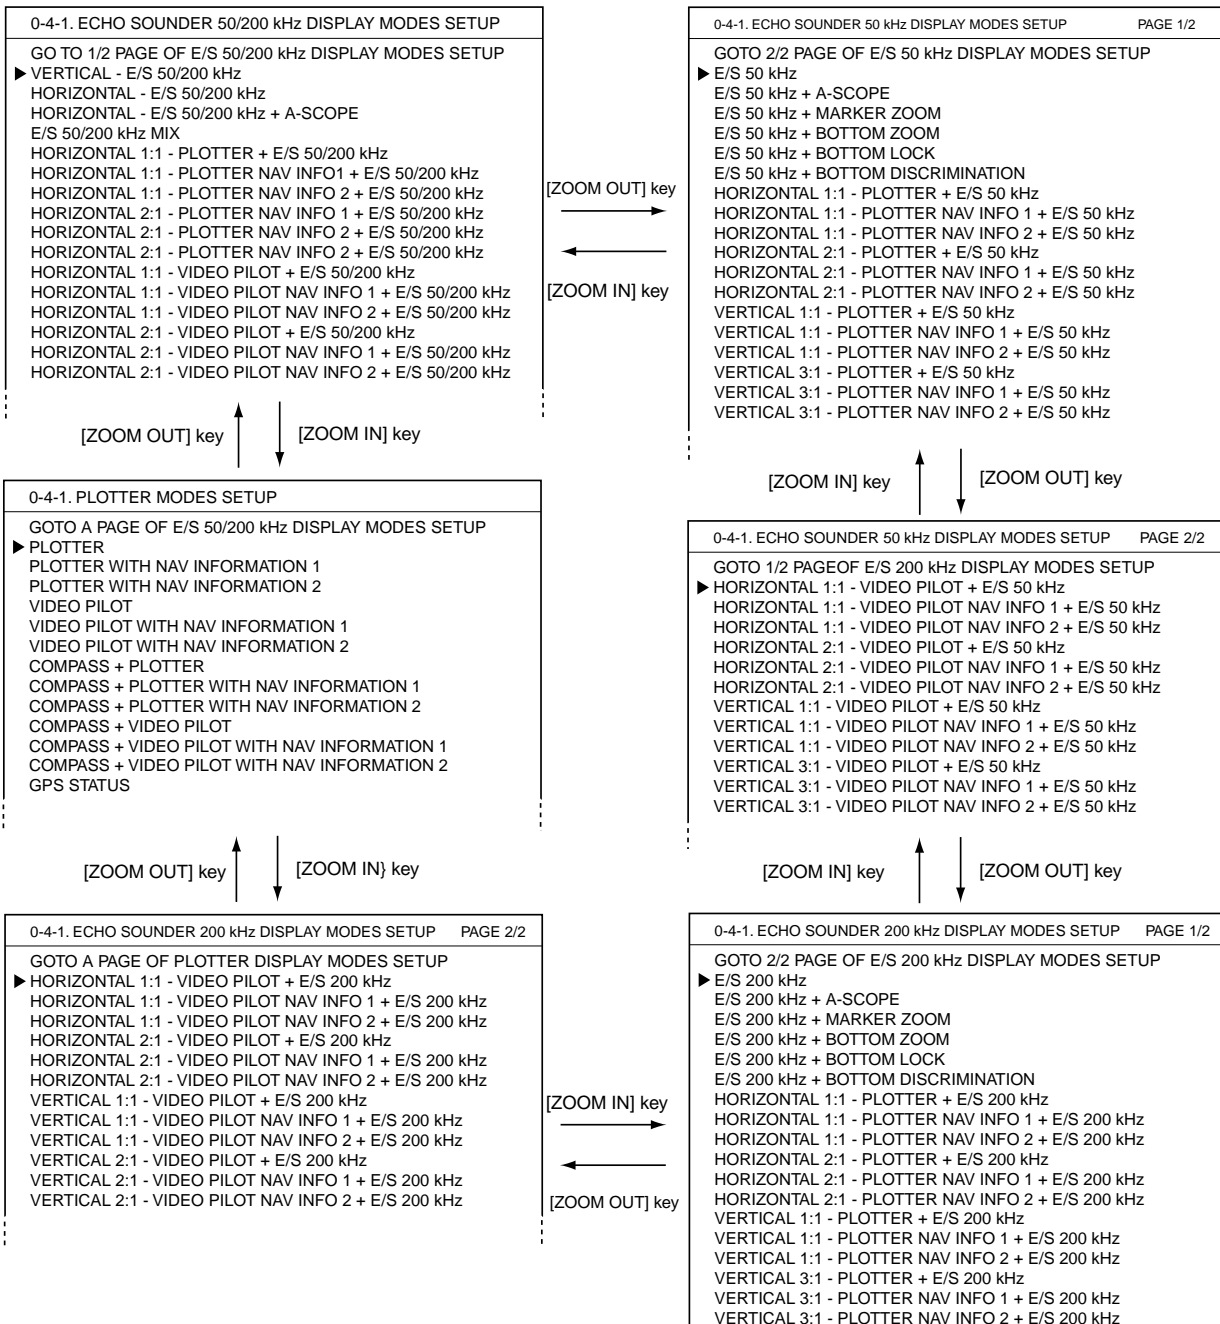 0-4-1. ECHO SOUNDER 50/200 kHz DISPLAY MODES SETUP
GO TO 1/2 PAGE OF E/S 50/200 kHz DISPLAY MODES SETUP
VERTICAL - E/S 50/200 kHz
HORIZONTAL - E/S 50/200 kHz
HORIZONTAL - E/S 50/200 kHz + A-SCOPE
E/S 50/200 kHz MIX
HORIZONTAL 1:1 - PLOTTER + E/S 50/200 kHz
HORIZONTAL 1:1 - PLOTTER NAV INFO1 + E/S 50/200 kHz
HORIZONTAL 1:1 - PLOTTER NAV INFO 2 + E/S 50/200 kHz
HORIZONTAL 2:1 - PLOTTER NAV INFO 1 + E/S 50/200 kHz
HORIZONTAL 2:1 - PLOTTER NAV INFO 2 + E/S 50/200 kHz
HORIZONTAL 2:1 - PLOTTER NAV INFO 2 + E/S 50/200 kHz
HORIZONTAL 1:1 - VIDEO PILOT + E/S 50/200 kHz
HORIZONTAL 1:1 - VIDEO PILOT NAV INFO 1 + E/S 50/200 kHz
HORIZONTAL 1:1 - VIDEO PILOT NAV INFO 2 + E/S 50/200 kHz
HORIZONTAL 2:1 - VIDEO PILOT + E/S 50/200 kHz
HORIZONTAL 2:1 - VIDEO PILOT NAV INFO 1 + E/S 50/200 kHz
HORIZONTAL 2:1 - VIDEO PILOT NAV INFO 2 + E/S 50/200 kHz
[ZOOM OUT] key
[ZOOM IN] key
0-4-1. ECHO SOUNDER 50 kHz DISPLAY MODES SETUP PAGE 1/2
GOTO 2/2 PAGE OF E/S 50 kHz DISPLAY MODES SETUP
E/S 50 kHz
E/S 50 kHz + A-SCOPE
E/S 50 kHz + MARKER ZOOM
E/S 50 kHz + BOTTOM ZOOM
E/S 50 kHz + BOTTOM LOCK
E/S 50 kHz + BOTTOM DISCRIMINATION
HORIZONTAL 1:1 - PLOTTER + E/S 50 kHz
HORIZONTAL 1:1 - PLOTTER NAV INFO 1 + E/S 50 kHz
HORIZONTAL 1:1 - PLOTTER NAV INFO 2 + E/S 50 kHz
HORIZONTAL 2:1 - PLOTTER + E/S 50 kHz
HORIZONTAL 2:1 - PLOTTER NAV INFO 1 + E/S 50 kHz
HORIZONTAL 2:1 - PLOTTER NAV INFO 2 + E/S 50 kHz
VERTICAL 1:1 - PLOTTER + E/S 50 kHz
VERTICAL 1:1 - PLOTTER NAV INFO 1 + E/S 50 kHz
VERTICAL 1:1 - PLOTTER NAV INFO 2 + E/S 50 kHz
VERTICAL 3:1 - PLOTTER + E/S 50 kHz
VERTICAL 3:1 - PLOTTER NAV INFO 1 + E/S 50 kHz
VERTICAL 3:1 - PLOTTER NAV INFO 2 + E/S 50 kHz
[ZOOM OUT] key
[ZOOM IN] key
[ZOOM IN] key
[ZOOM OUT] key
0-4-1. PLOTTER MODES SETUP
GOTO A PAGE OF E/S 50/200 kHz DISPLAY MODES SETUP
PLOTTER
PLOTTER WITH NAV INFORMATION 1
PLOTTER WITH NAV INFORMATION 2
VIDEO PILOT
VIDEO PILOT WITH NAV INFORMATION 1
VIDEO PILOT WITH NAV INFORMATION 2
COMPASS + PLOTTER
COMPASS + PLOTTER WITH NAV INFORMATION 1
COMPASS + PLOTTER WITH NAV INFORMATION 2
COMPASS + VIDEO PILOT
COMPASS + VIDEO PILOT WITH NAV INFORMATION 1
COMPASS + VIDEO PILOT WITH NAV INFORMATION 2
GPS STATUS
0-4-1. ECHO SOUNDER 50 kHz DISPLAY MODES SETUP PAGE 2/2
GOTO 1/2 PAGEOF E/S 200 kHz DISPLAY MODES SETUP
HORIZONTAL 1:1 - VIDEO PILOT + E/S 50 kHz
HORIZONTAL 1:1 - VIDEO PILOT NAV INFO 1 + E/S 50 kHz
HORIZONTAL 1:1 - VIDEO PILOT NAV INFO 2 + E/S 50 kHz
HORIZONTAL 2:1 - VIDEO PILOT + E/S 50 kHz
HORIZONTAL 2:1 - VIDEO PILOT NAV INFO 1 + E/S 50 kHz
HORIZONTAL 2:1 - VIDEO PILOT NAV INFO 2 + E/S 50 kHz
VERTICAL 1:1 - VIDEO PILOT + E/S 50 kHz
VERTICAL 1:1 - VIDEO PILOT NAV INFO 1 + E/S 50 kHz
VERTICAL 1:1 - VIDEO PILOT NAV INFO 2 + E/S 50 kHz
VERTICAL 3:1 - VIDEO PILOT + E/S 50 kHz
VERTICAL 3:1 - VIDEO PILOT NAV INFO 1 + E/S 50 kHz
VERTICAL 3:1 - VIDEO PILOT NAV INFO 2 + E/S 50 kHz
[ZOOM OUT] key
[ZOOM IN} key
[ZOOM IN] key
[ZOOM OUT] key
0-4-1. ECHO SOUNDER 200 kHz DISPLAY MODES SETUP PAGE 2/2
GOTO A PAGE OF PLOTTER DISPLAY MODES SETUP
HORIZONTAL 1:1 - VIDEO PILOT + E/S 200 kHz
HORIZONTAL 1:1 - VIDEO PILOT NAV INFO 1 + E/S 200 kHz
HORIZONTAL 1:1 - VIDEO PILOT NAV INFO 2 + E/S 200 kHz
HORIZONTAL 2:1 - VIDEO PILOT + E/S 200 kHz
HORIZONTAL 2:1 - VIDEO PILOT NAV INFO 1 + E/S 200 kHz
HORIZONTAL 2:1 - VIDEO PILOT NAV INFO 2 + E/S 200 kHz
VERTICAL 1:1 - VIDEO PILOT + E/S 200 kHz
VERTICAL 1:1 - VIDEO PILOT NAV INFO 1 + E/S 200 kHz
VERTICAL 1:1 - VIDEO PILOT NAV INFO 2 + E/S 200 kHz
VERTICAL 2:1 - VIDEO PILOT + E/S 200 kHz
VERTICAL 2:1 - VIDEO PILOT NAV INFO 1 + E/S 200 kHz
VERTICAL 2:1 - VIDEO PILOT NAV INFO 2 + E/S 200 kHz
[ZOOM IN] key
[ZOOM OUT] key
0-4-1. ECHO SOUNDER 200 kHz DISPLAY MODES SETUP PAGE 1/2
GOTO 2/2 PAGE OF E/S 200 kHz DISPLAY MODES SETUP
E/S 200 kHz
E/S 200 kHz + A-SCOPE
E/S 200 kHz + MARKER ZOOM
E/S 200 kHz + BOTTOM ZOOM
E/S 200 kHz + BOTTOM LOCK
E/S 200 kHz + BOTTOM DISCRIMINATION
HORIZONTAL 1:1 - PLOTTER + E/S 200 kHz
HORIZONTAL 1:1 - PLOTTER NAV INFO 1 + E/S 200 kHz
HORIZONTAL 1:1 - PLOTTER NAV INFO 2 + E/S 200 kHz
HORIZONTAL 2:1 - PLOTTER + E/S 200 kHz
HORIZONTAL 2:1 - PLOTTER NAV INFO 1 + E/S 200 kHz
HORIZONTAL 2:1 - PLOTTER NAV INFO 2 + E/S 200 kHz
VERTICAL 1:1 - PLOTTER + E/S 200 kHz
VERTICAL 1:1 - PLOTTER NAV INFO 1 + E/S 200 kHz
VERTICAL 1:1 - PLOTTER NAV INFO 2 + E/S 200 kHz
VERTICAL 3:1 - PLOTTER + E/S 200 kHz
VERTICAL 3:1 - PLOTTER NAV INFO 1 + E/S 200 kHz
VERTICAL 3:1 - PLOTTER NAV INFO 2 + E/S 200 kHz